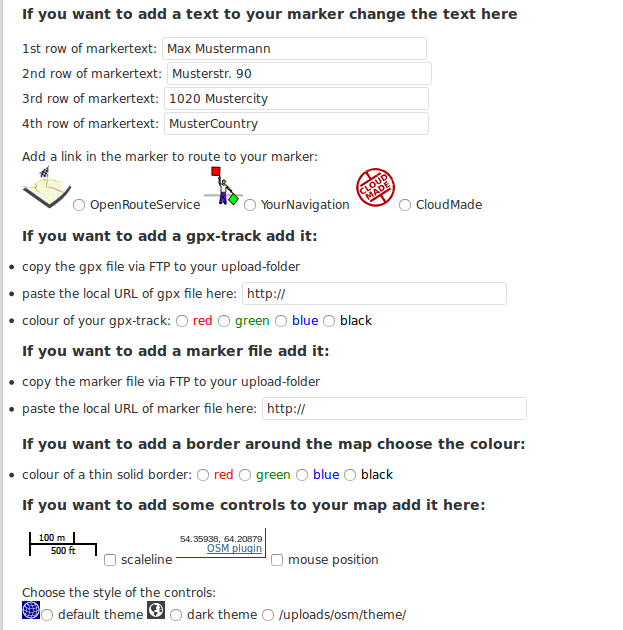 If you want to add a text to your marker change the text here
1st row of markertext: Max Mustermann
2nd row of markertext: Musterstr. 90
3rd row of markertext: 1020 Mustercity
4th row of markertext: MusterCountry
Add a link in the marker to route to your marker:
OpenRouteService YourNavigation CLOUD MADE CloudMade
If you want to add a gpx-track add it:
• copy the gpx file via FTP to your upload-folder
• paste the local URL of gpx file here: http://
• colour of your gpx-track: red green blue black
If you want to add a marker file add it:
• copy the marker file via FTP to your upload-folder
• paste the local URL of marker file here: http://
If you want to add a border around the map choose the colour:
• colour of a thin solid border: red green blue black
If you want to add some controls to your map add it here:
100 m
500 ft
scaleline
54.35938, 64.20879
OSM plugin
mouse position
Choose the style of the controls:
default theme dark theme /uploads/osm/theme/